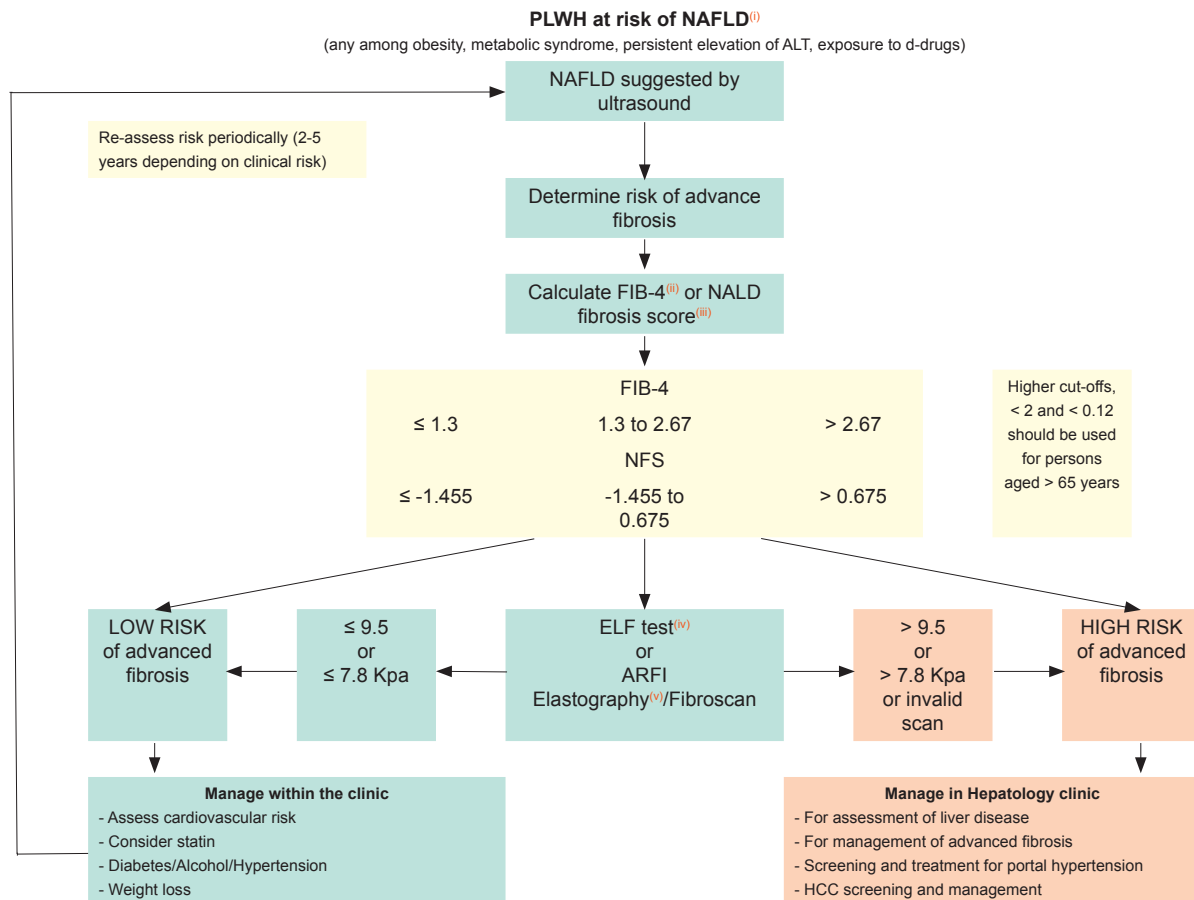 PLWH at risk of NAFLD(i)
(any among obesity, metabolic syndrome, persistent elevation of ALT, exposure to d-drugs)
NAFLD suggested by
ultrasound
Re-assess risk periodically (2-5
years depending on clinical risk)
Determine risk of advance
fibrosis
Calculate FIB-4(ii) or NALD
fibrosis score(iii)
FIB-4
≤ 1.3 1.3 to 2.67 > 2.67
NFS
≤ -1.455 -1.455 to > 0.675
0.675
Higher cut-offs,
< 2 and < 0.12
should be used
for persons
aged > 65 years
LOW RISK
of advanced
fibrosis
≤ 9.5
or
≤ 7.8 Kpa
ELF test(iv)
or
ARFI
Elastography(v)/Fibroscan
> 9.5
or
> 7.8 Kpa
or invalid
scan
HIGH RISK
of advanced
fibrosis
Manage within the clinic
- Assess cardiovascular risk
- Consider statin
- Diabetes/Alcohol/Hypertension
- Weight loss
Manage in Hepatology clinic
- For assessment of liver disease
- For management of advanced fibrosis
- Screening and treatment for portal hypertension
- HCC screening and management